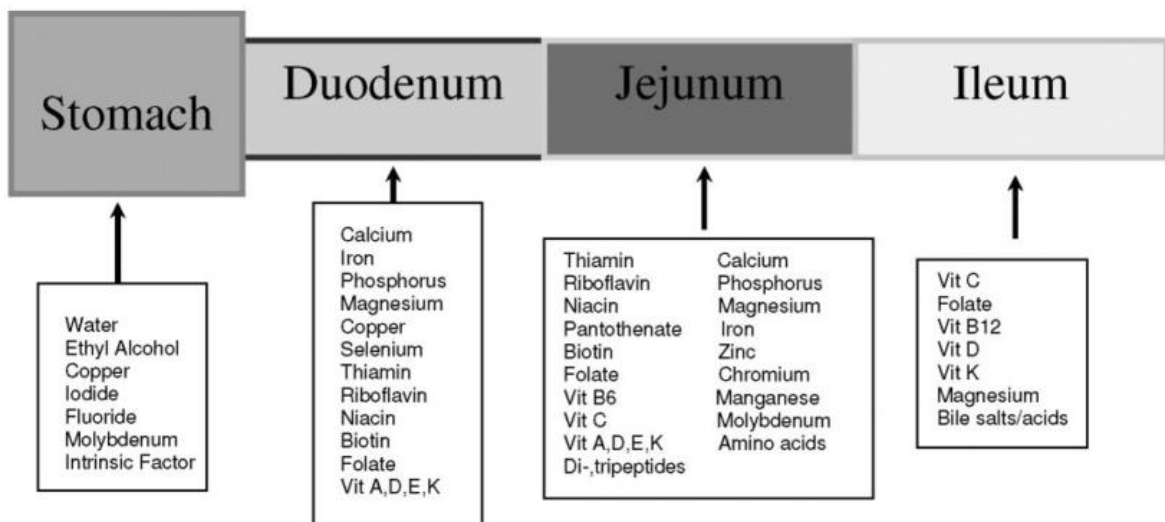 Stomach
Duodenum
Jejunum
Ileum
Water
Ethyl Alcohol
Copper
Iodide
Fluoride
Molybdenum
Intrinsic Factor
Calcium
Iron
Phosphorus
Magnesium
Copper
Selenium
Thiamin
Riboflavin
Niacin
Biotin
Folate
Vit A,D,E,K
Thiamin
Riboflavin
Niacin
Pantothenate
Biotin
Folate
Vit B6
Vit C
Vit A,D,E,K
Di-,tripeptides
Calcium
Phosphorus
Magnesium
Iron
Zinc
Chromium
Manganese
Molybdenum
Amino acids
Vit C
Folate
Vit B12
Vit D
Vit K
Magnesium
Bile salts/acids